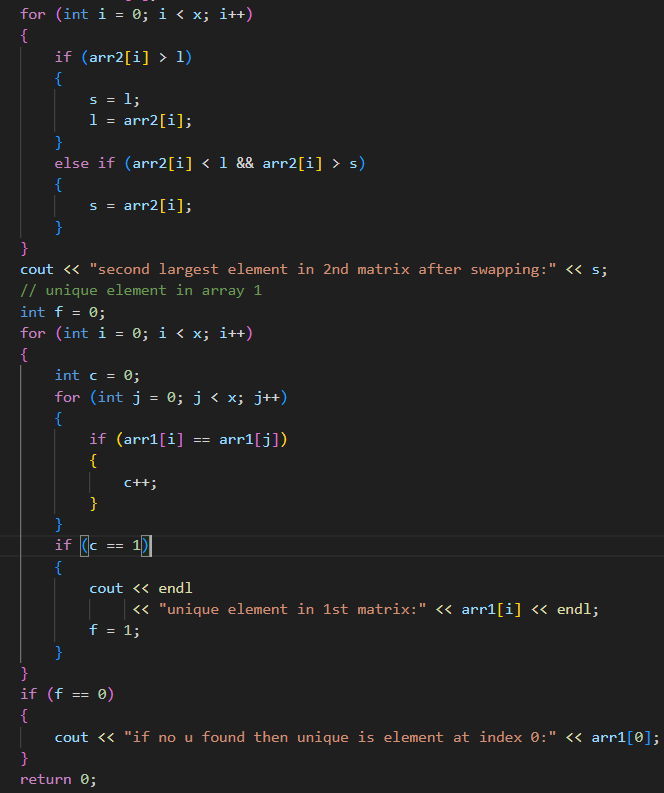 for (int i = 0; i < x; i++)
{
    if (arr2[i] > l)
    {
        s = l;
        l = arr2[i];
    }
    else if (arr2[i] < l && arr2[i] > s)
    {
        s = arr2[i];
    }
}
cout << "second largest element in 2nd matrix after swapping:" << s;
// unique element in array 1
int f = 0;
for (int i = 0; i < x; i++)
{
    int c = 0;
    for (int j = 0; j < x; j++)
    {
        if (arr1[i] == arr1[j])
        {
            c++;
        }
    }
    if (c == 1)
    {
        cout << endl
             << "unique element in 1st matrix:" << arr1[i] << endl;
        f = 1;
    }
}
if (f == 0)
{
    cout << "if no u found then unique is element at index 0:" << arr1[0];
}
return 0;